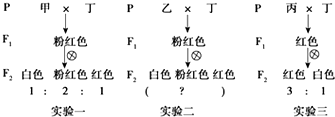 P 甲 × 丁 P 乙 × 丁 P 丙 × 丁
F₁ 粉红色 F₁ 粉红色 F₁ 红色
⊗ ⊗ ⊗
F₂ 白色 粉红色 红色 F₂ 白色 粉红色 红色 F₂ 红色 白色
1 : 2 : 1 ( ? ) 3 : 1
实验一 实验二 实验三